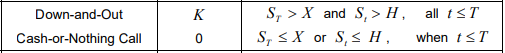 Down-and-Out K S_T > X and S_t > H , all t ≤ T
Cash-or-Nothing Call 0 S_T ≤ X or S_t ≤ H , when t ≤ T